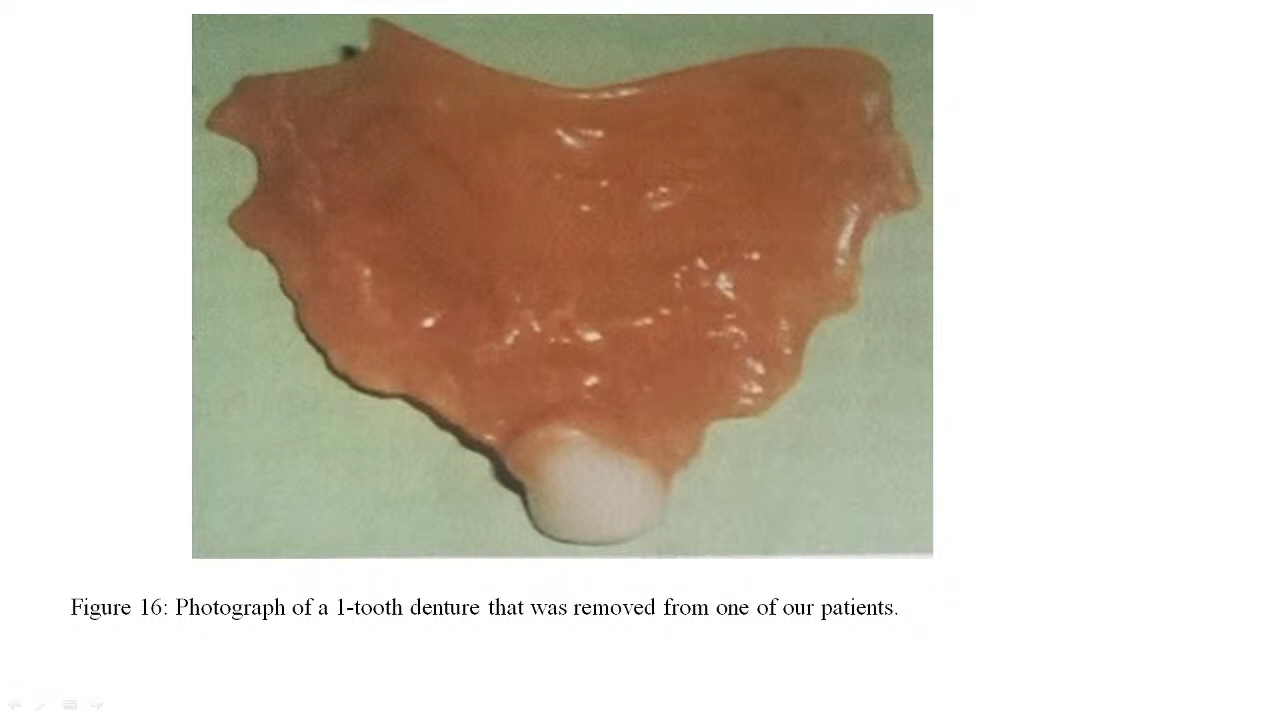 Figure 16: Photograph of a 1-tooth denture that was removed from one of our patients.